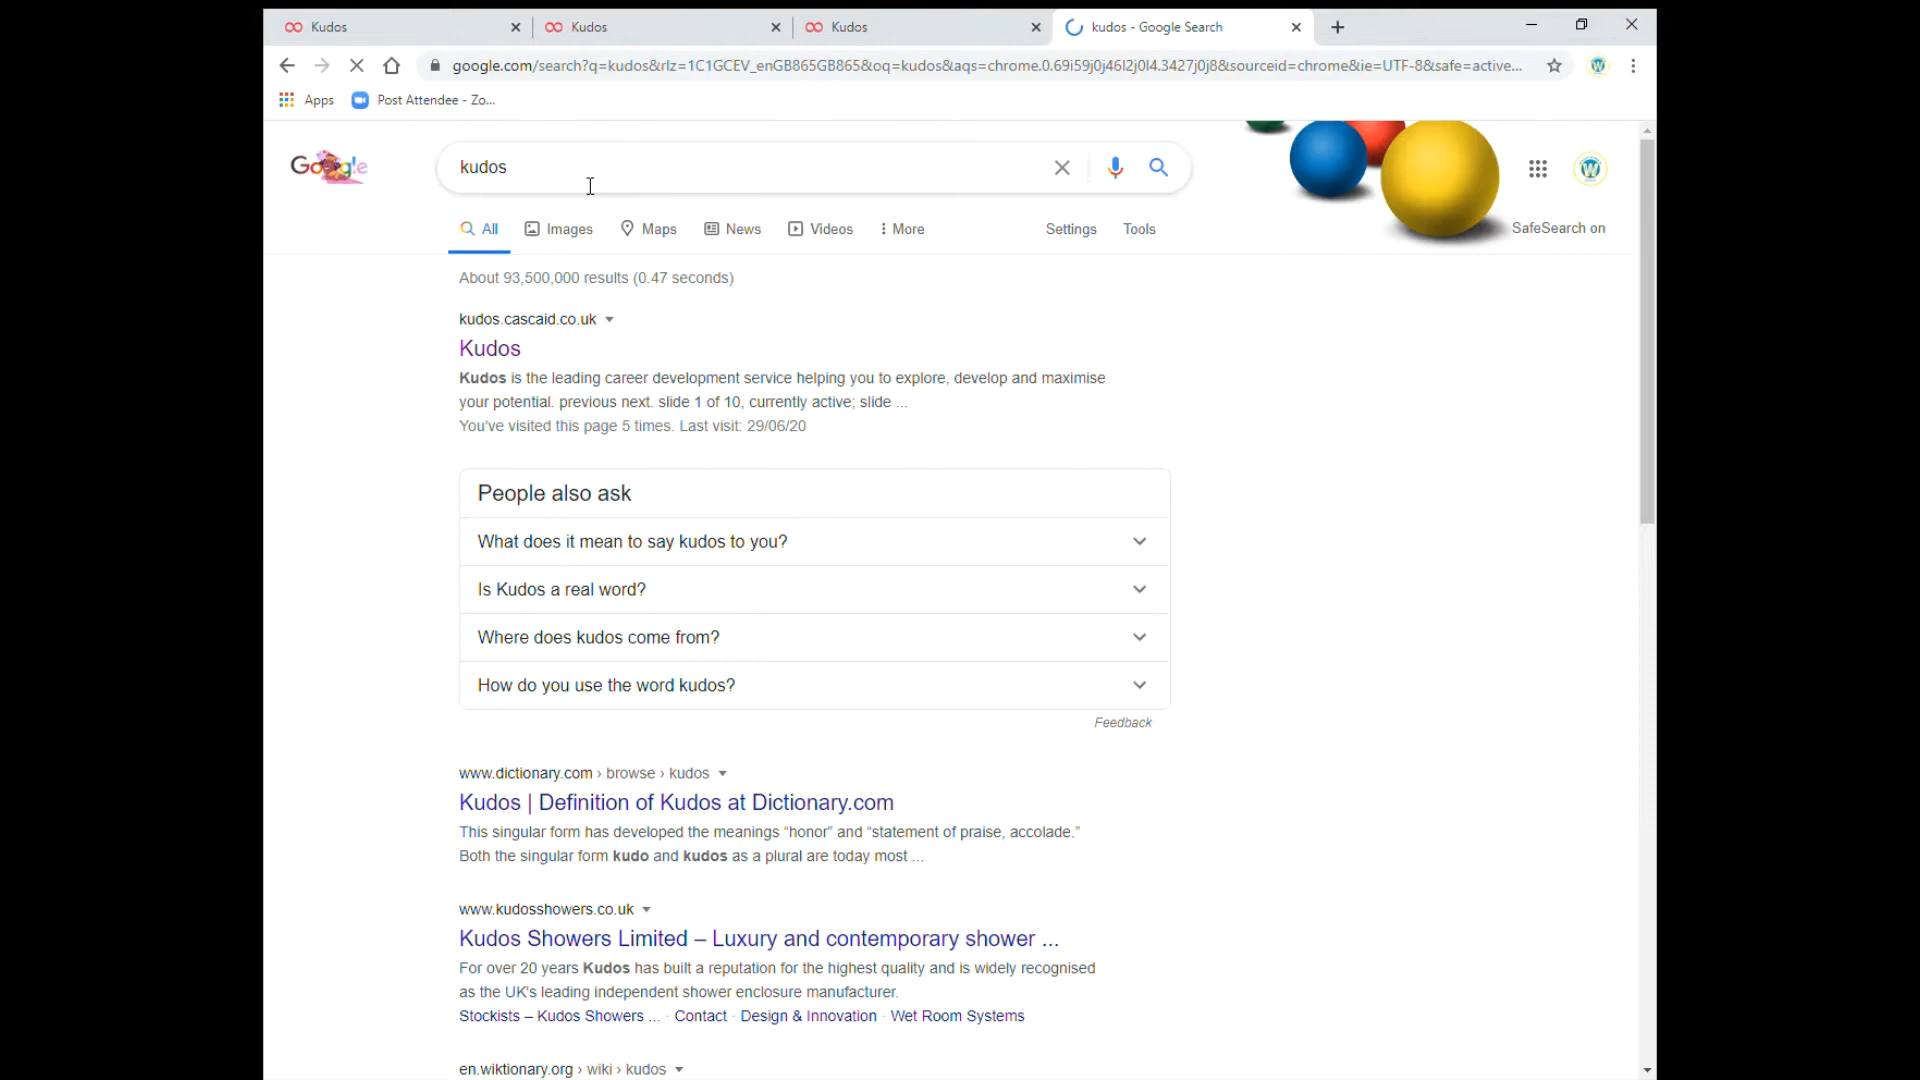 Kudos
Kudos
Kudos
kudos - Google Search
google.com/search?q=kudos&rlz=1C1GCEV_enGB865GB865&oq=kudos&aqs=chrome.0.69i59j0j46l2j0l4.3427j0j8&sourceid=chrome&ie=UTF-8&safe=active...
Apps
Post Attendee - Zo...
Google
kudos
All
Images
Maps
News
Videos
More
Settings
Tools
SafeSearch on
About 93,500,000 results (0.47 seconds)
kudos.cascaid.co.uk
Kudos
Kudos is the leading career development service helping you to explore, develop and maximise
your potential. previous next. slide 1 of 10, currently active; slide ...
You've visited this page 5 times. Last visit: 29/06/20
People also ask
What does it mean to say kudos to you?
Is Kudos a real word?
Where does kudos come from?
How do you use the word kudos?
Feedback
www.dictionary.com › browse › kudos
Kudos | Definition of Kudos at Dictionary.com
This singular form has developed the meanings “honor” and “statement of praise, accolade.”
Both the singular form kudo and kudos as a plural are today most ...
www.kudosshowers.co.uk
Kudos Showers Limited – Luxury and contemporary shower ...
For over 20 years Kudos has built a reputation for the highest quality and is widely recognised
as the UK's leading independent shower enclosure manufacturer.
Stockists – Kudos Showers ... · Contact · Design & Innovation · Wet Room Systems
en.wiktionary.org › wiki › kudos